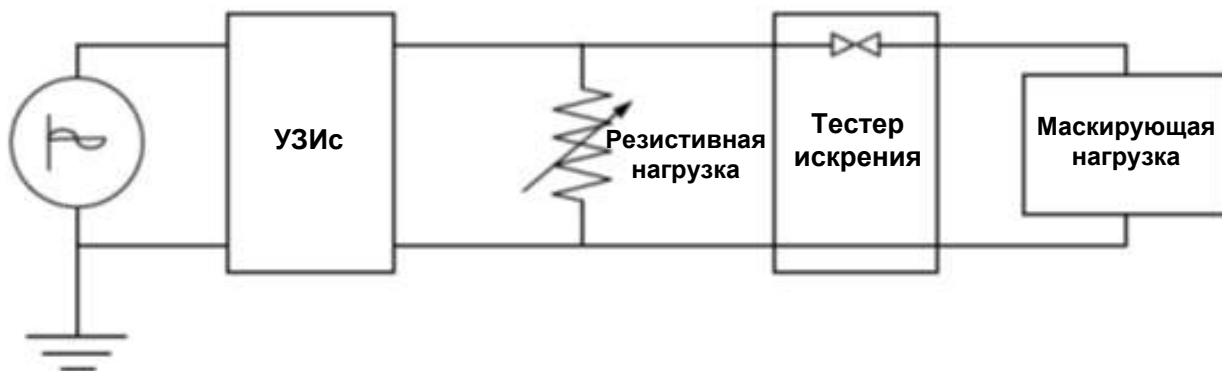 УЗИс
Резистивная
нагрузка
Тестер
искрения
Маскирующая
нагрузка